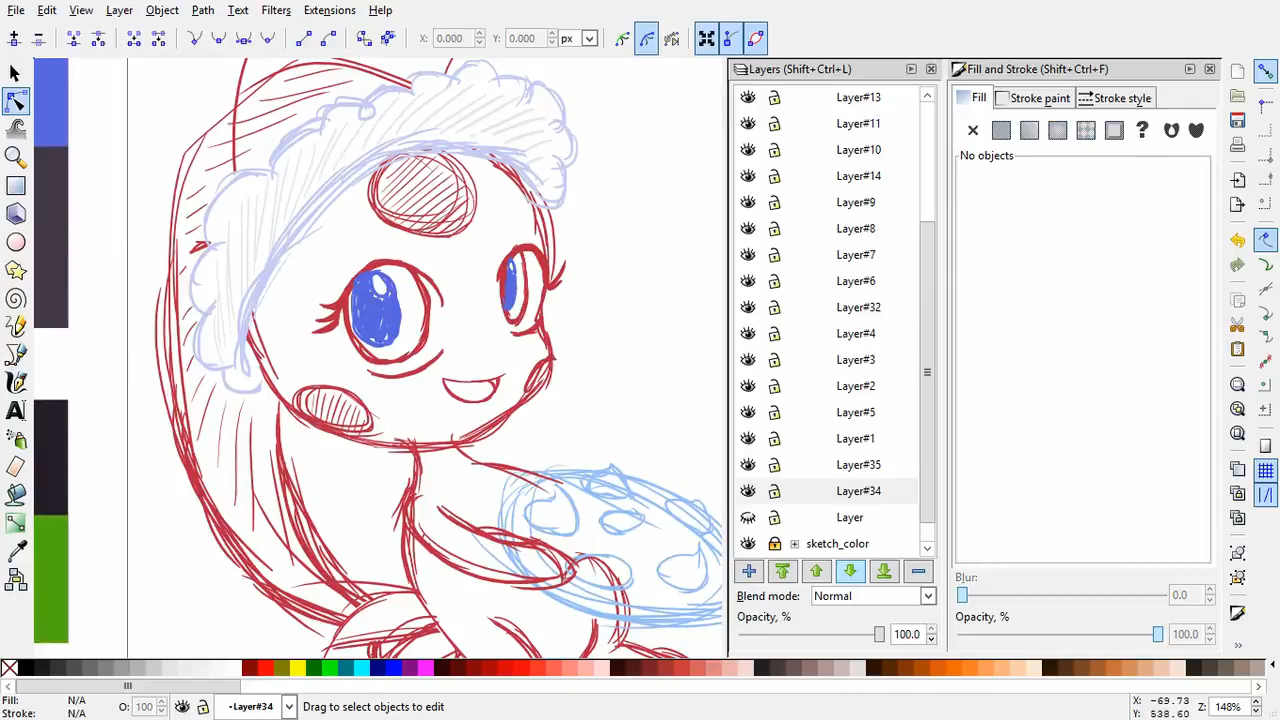 File Edit View Layer Object Path Text Filters Extensions Help
X: 0.000 Y: 0.000 px
Layers (Shift+Ctrl+L)
Layer#13
Layer#11
Layer#10
Layer#14
Layer#9
Layer#8
Layer#7
Layer#6
Layer#32
Layer#4
Layer#3
Layer#2
Layer#5
Layer#1
Layer#35
Layer#34
Layer
sketch_color
Blend mode: Normal
Opacity, %
100.0
Fill and Stroke (Shift+Ctrl+F)
Fill Stroke paint Stroke style
No objects
Blur:
0.0
Opacity, %
100.0
Fill: N/A
Stroke: N/A
O: 100
•Layer#34
Drag to select objects to edit
X: -69.73
Y: 538.60
Z: 148%